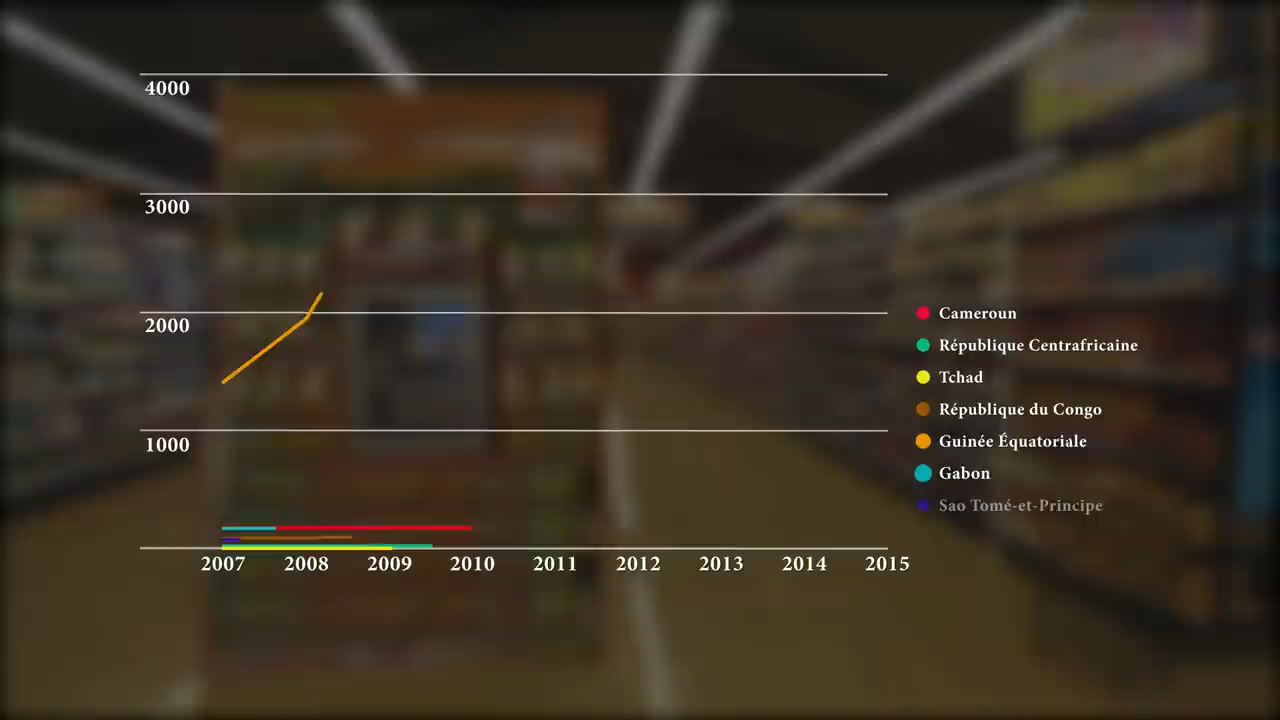 4000
3000
2000
1000
2007 2008 2009 2010 2011 2012 2013 2014 2015
Cameroun
République Centrafricaine
Tchad
République du Congo
Guinée Équatoriale
Gabon
Sao Tomé-et-Principe